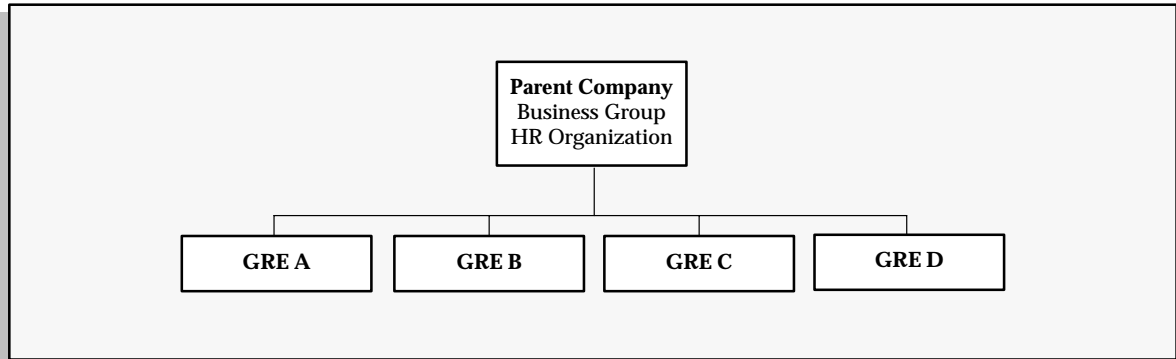 Parent Company
Business Group
HR Organization
GRE A
GRE B
GRE C
GRE D